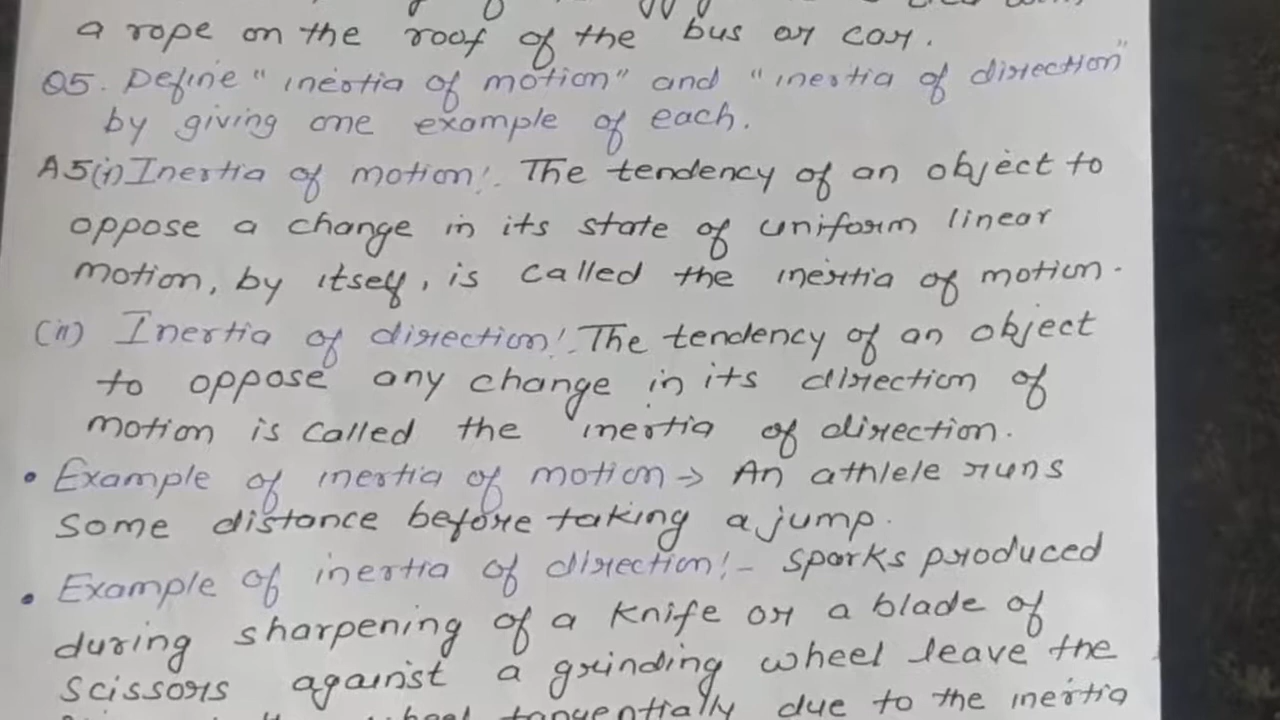 a rope on the roof of the bus or car.
Q5. Define "inertia of motion" and "inertia of direction"
by giving one example of each.
A5(i) Inertia of motion:- The tendency of an object to
oppose a change in its state of uniform linear
motion, by itself, is called the inertia of motion.
(ii) Inertia of direction:- The tendency of an object
to oppose any change in its direction of
motion is called the inertia of direction.
• Example of inertia of motion → An athlele runs
some distance before taking a jump.
• Example of inertia of direction:- sparks produced
during sharpening of a knife or a blade of
scissors against a grinding wheel leave the
tangentially due to the inertia